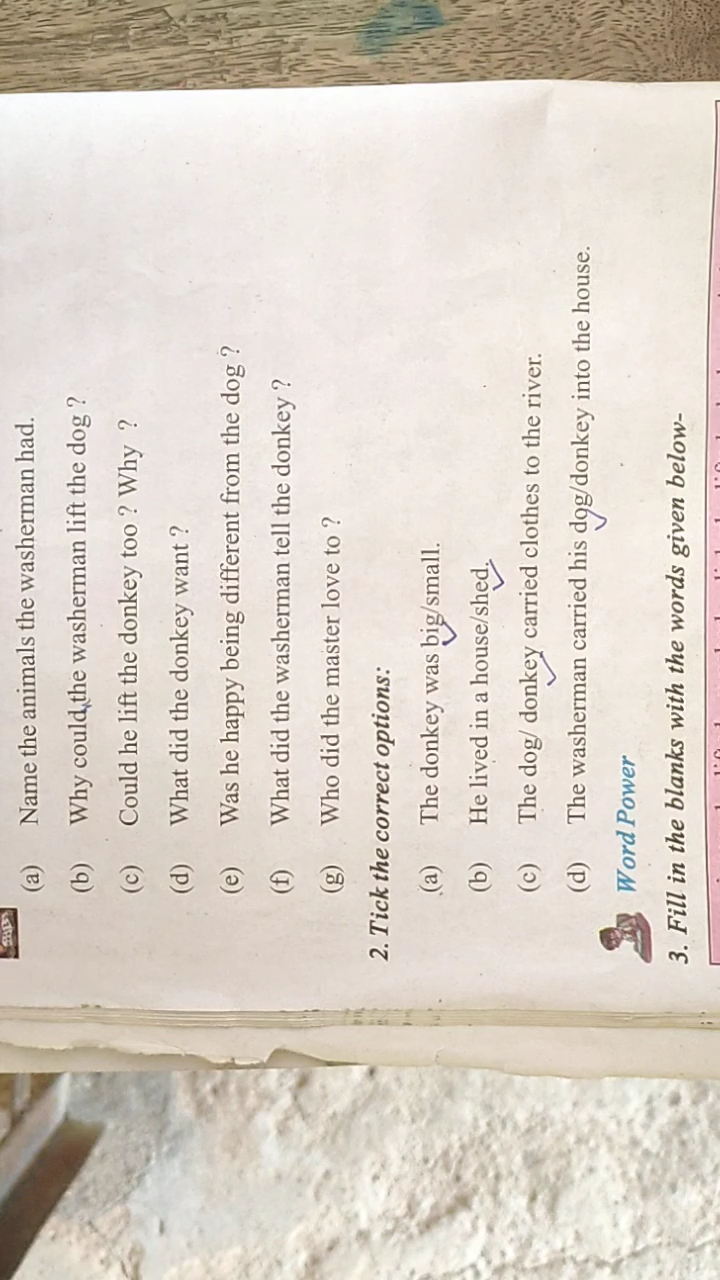 (a) Name the animals the washerman had.
(b) Why could the washerman lift the dog ?
(c) Could he lift the donkey too ? Why ?
(d) What did the donkey want ?
(e) Was he happy being different from the dog ?
(f) What did the washerman tell the donkey ?
(g) Who did the master love to ?
2. Tick the correct options:
(a) The donkey was big/small.
(b) He lived in a house/shed.
(c) The dog/ donkey carried clothes to the river.
(d) The washerman carried his dog/donkey into the house.
Word Power
3. Fill in the blanks with the words given below-